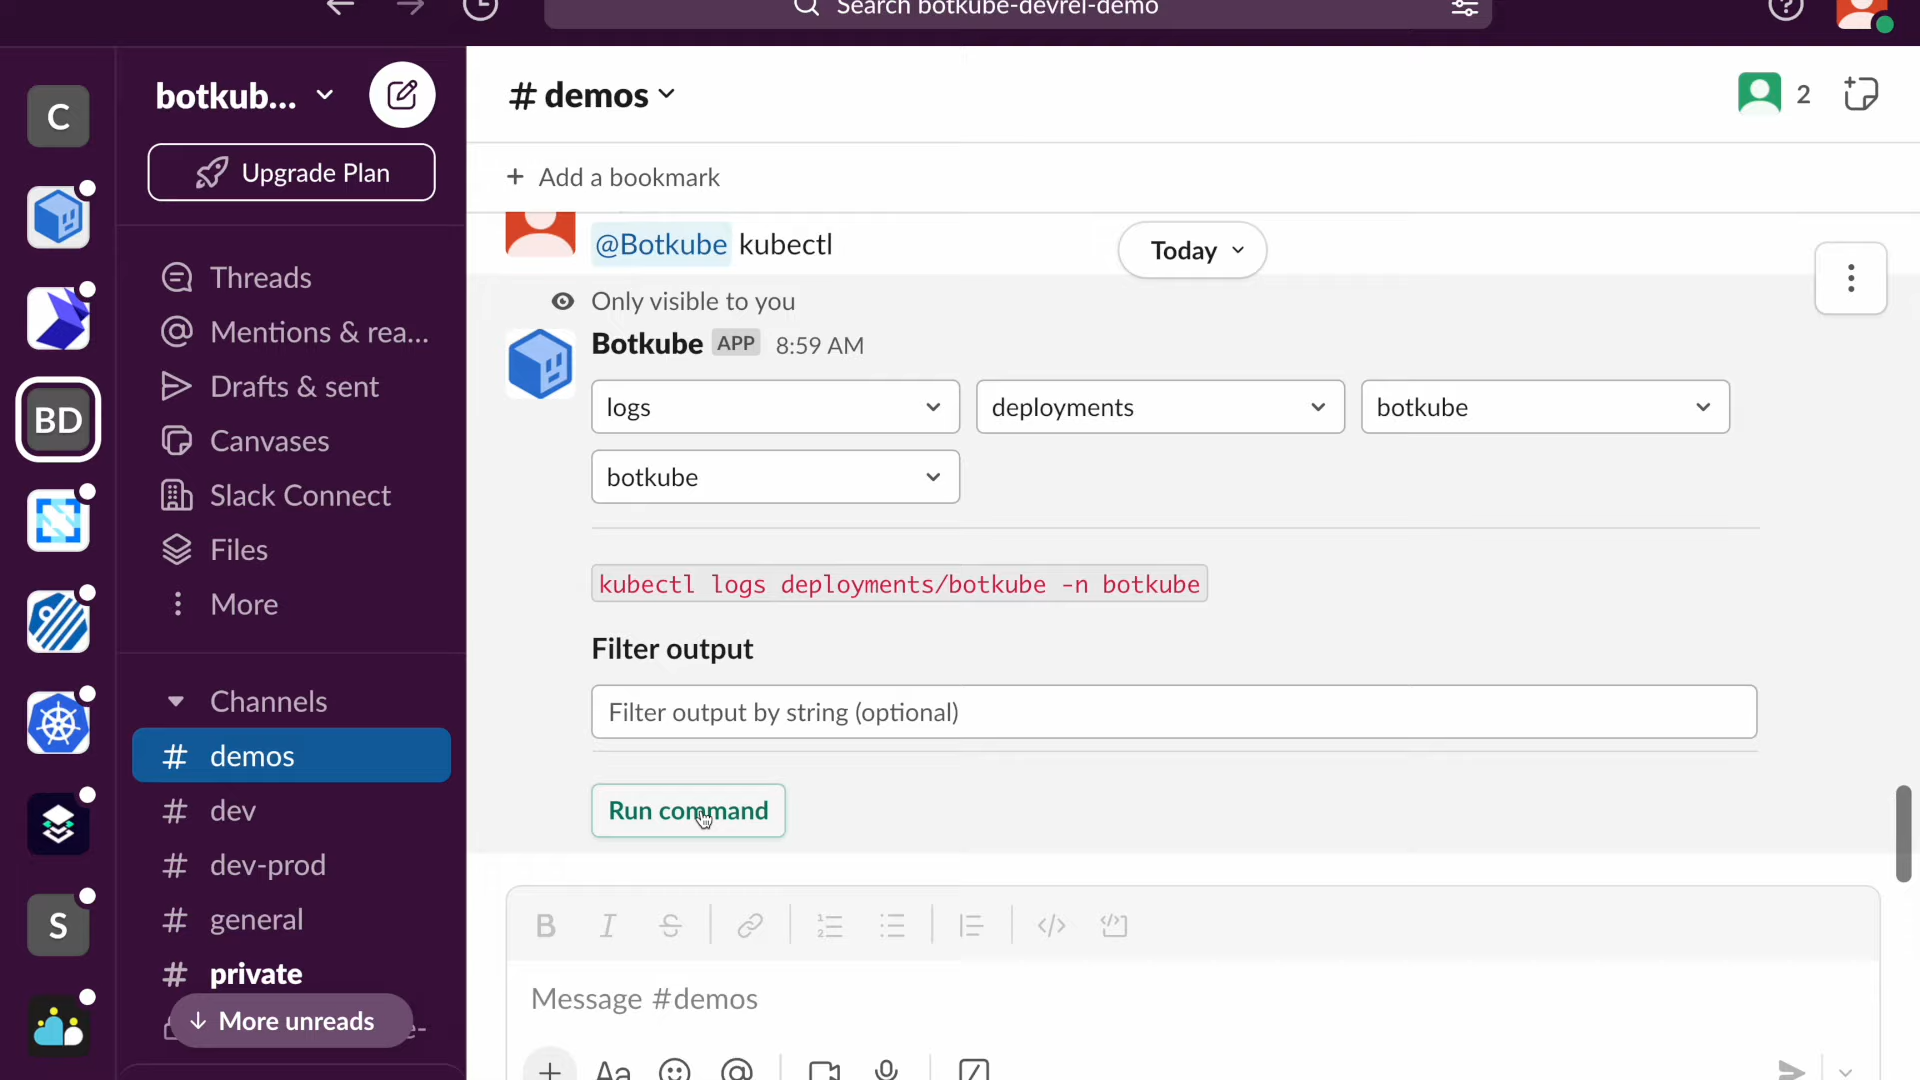 Search botkube-devrel-demo
C
botkub...
# demos
2
Upgrade Plan
+ Add a bookmark
@Botkube kubectl
Today
Threads
Only visible to you
Mentions & rea...
Botkube APP 8:59 AM
Drafts & sent
logs
deployments
botkube
BD
Canvases
botkube
Slack Connect
Files
kubectl logs deployments/botkube -n botkube
More
Filter output
Channels
Filter output by string (optional)
# demos
# dev
Run command
# dev-prod
# general
S
# private
Message #demos
More unreads
Aa